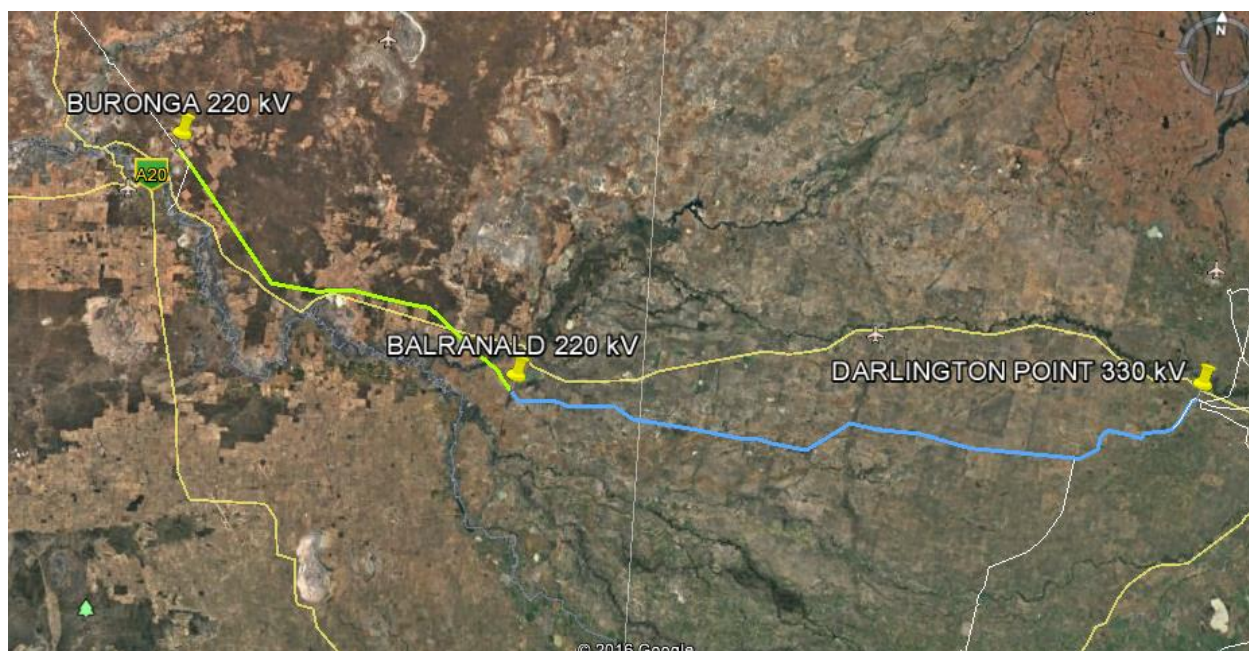 N
BURONGA 220 kV
A20
BALRANALD 220 kV
DARLINGTON POINT 330 kV
© 2016 Google